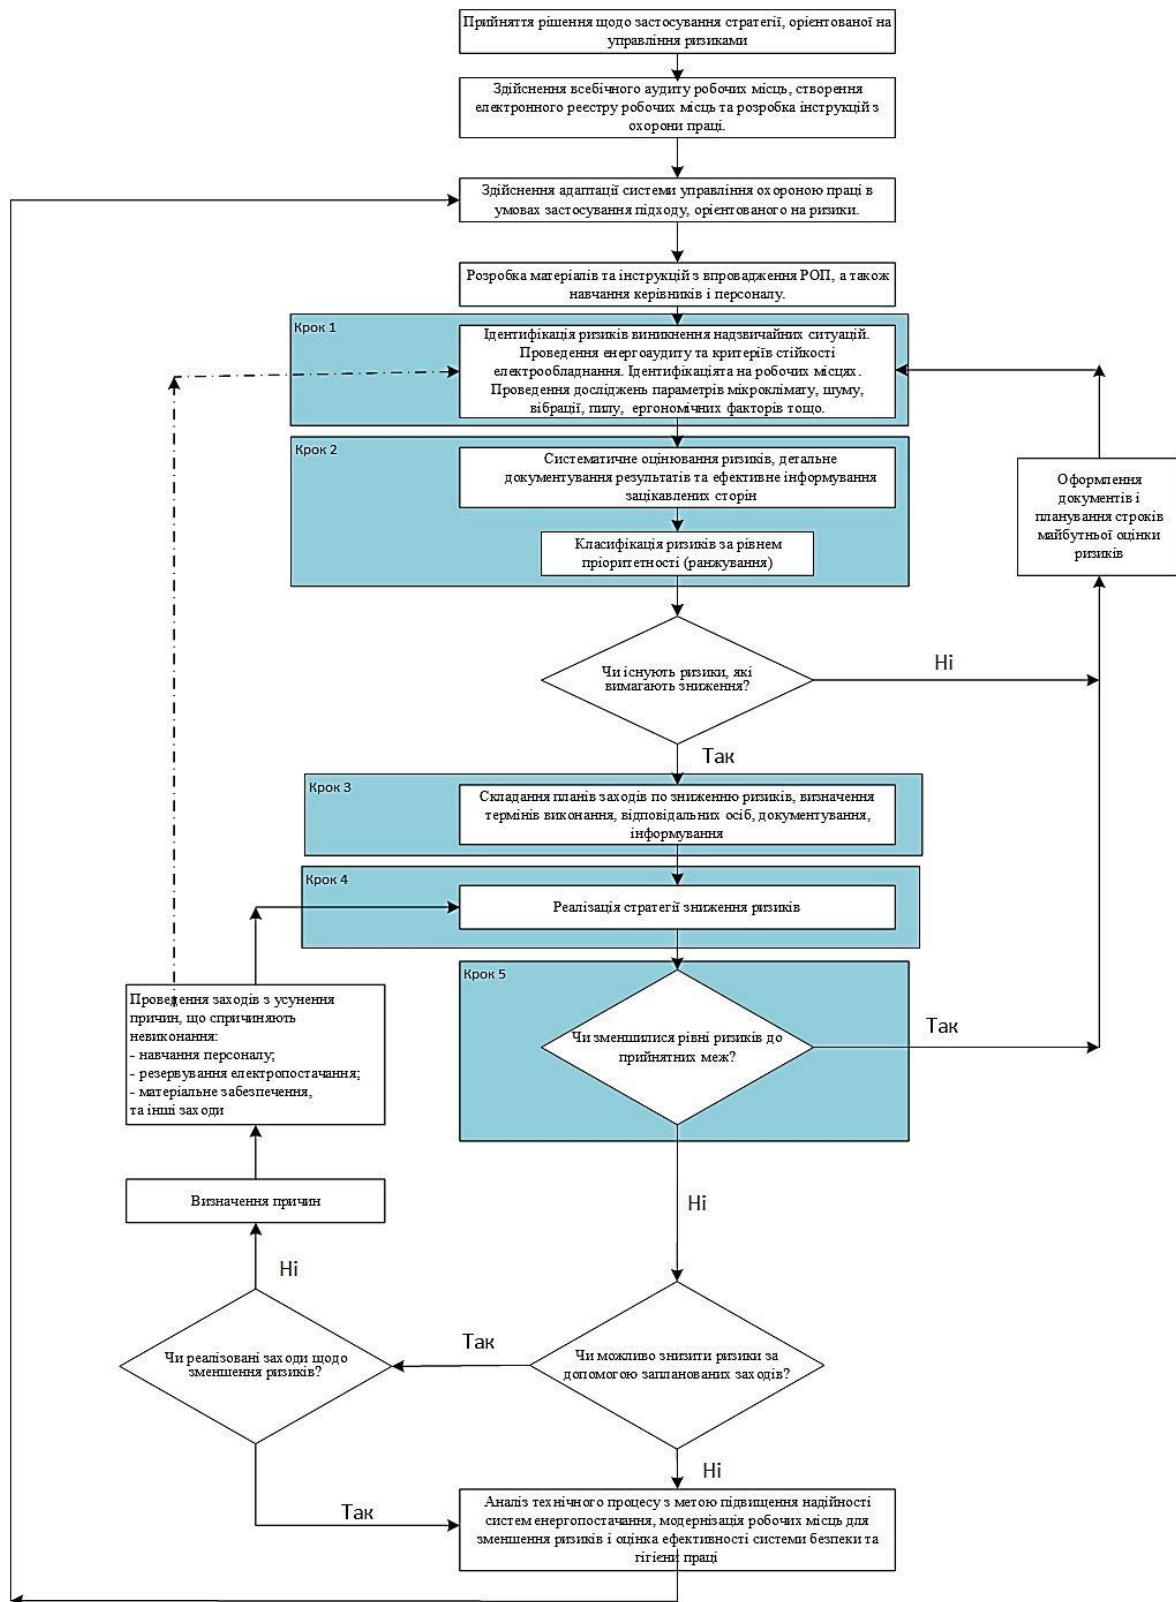 Прийняття рішення щодо застосування стратегії, орієнтованої на
управління ризиками
Здійснення всебічного аудиту робочих місць, створення
електронного реєстру робочих місць та розробка інструкцій з
охорони праці.
Здійснення адаптації системи управління охороною праці в
умовах застосування підходу, орієнтованого на ризики.
Розробка матеріалів та інструкцій з впровадження РОП, а також
навчання керівників і персоналу.
Крок 1
Ідентифікація ризиків виникнення надзвичайних ситуацій.
Проведення енергоаудиту та критеріїв стійкості
електрообладнання. Ідентифікаціята на робочих місцях.
Проведення досліджень параметрів мікроклімату, шуму,
вібрації, пилу, ергономічних факторів тощо.
Крок 2
Систематичне оцінювання ризиків, детальне
документування результатів та ефективне інформування
зацікавлених сторін
Класифікація ризиків за рівнем
пріоритетності (ранжування)
Оформлення
документів і
планування строків
майбутньої оцінки
ризиків
Чи існують ризики, які
вимагають зниження?
Ні
Так
Крок 3
Складання планів заходів по зниженню ризиків, визначення
термінів виконання, відповідальних осіб, документування,
інформування
Крок 4
Реалізація стратегії зниження ризиків
Крок 5
Чи зменшилися рівні ризиків до
прийнятних меж?
Так
Проведення заходів з усунення
причин, що спричиняють
невиконання:
- навчання персоналу;
- резервування електропостачання;
- матеріальне забезпечення,
та інші заходи
Визначення причин
Ні
Ні
Чи реалізовані заходи щодо
зменшення ризиків?
Так
Чи можливо знизити ризики за
допомогою запланованих заходів?
Ні
Так
Аналіз технічного процесу з метою підвищення надійності
систем енергопостачання, модернізація робочих місць для
зменшення ризиків і оцінка ефективності системи безпеки та
гігієни праці